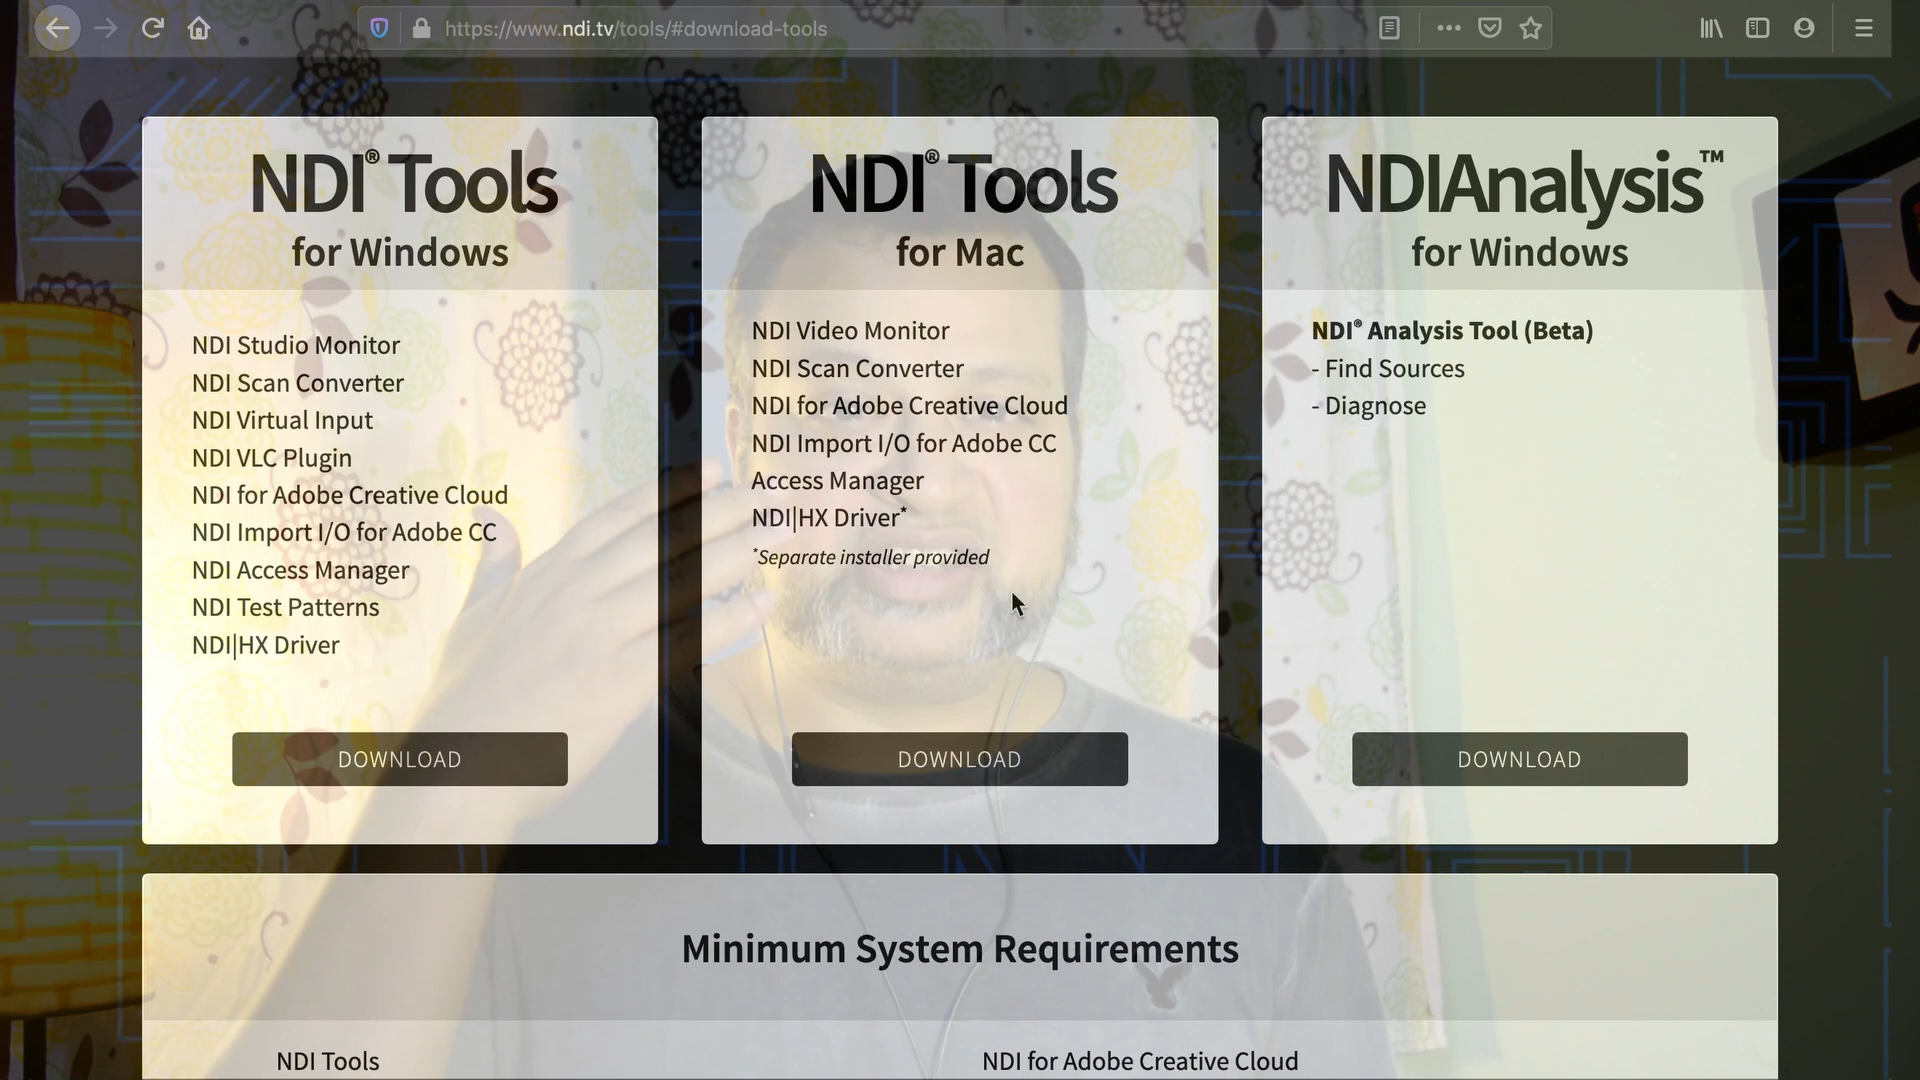 https://www.ndi.tv/tools/#download-tools
NDI® Tools
for Windows
NDI Studio Monitor
NDI Scan Converter
NDI Virtual Input
NDI VLC Plugin
NDI for Adobe Creative Cloud
NDI Import I/O for Adobe CC
NDI Access Manager
NDI Test Patterns
NDI|HX Driver
DOWNLOAD
NDI® Tools
for Mac
NDI Video Monitor
NDI Scan Converter
NDI for Adobe Creative Cloud
NDI Import I/O for Adobe CC
Access Manager
NDI|HX Driver*
*Separate installer provided
DOWNLOAD
NDIAnalysis™
for Windows
NDI® Analysis Tool (Beta)
- Find Sources
- Diagnose
DOWNLOAD
Minimum System Requirements
NDI Tools
NDI for Adobe Creative Cloud